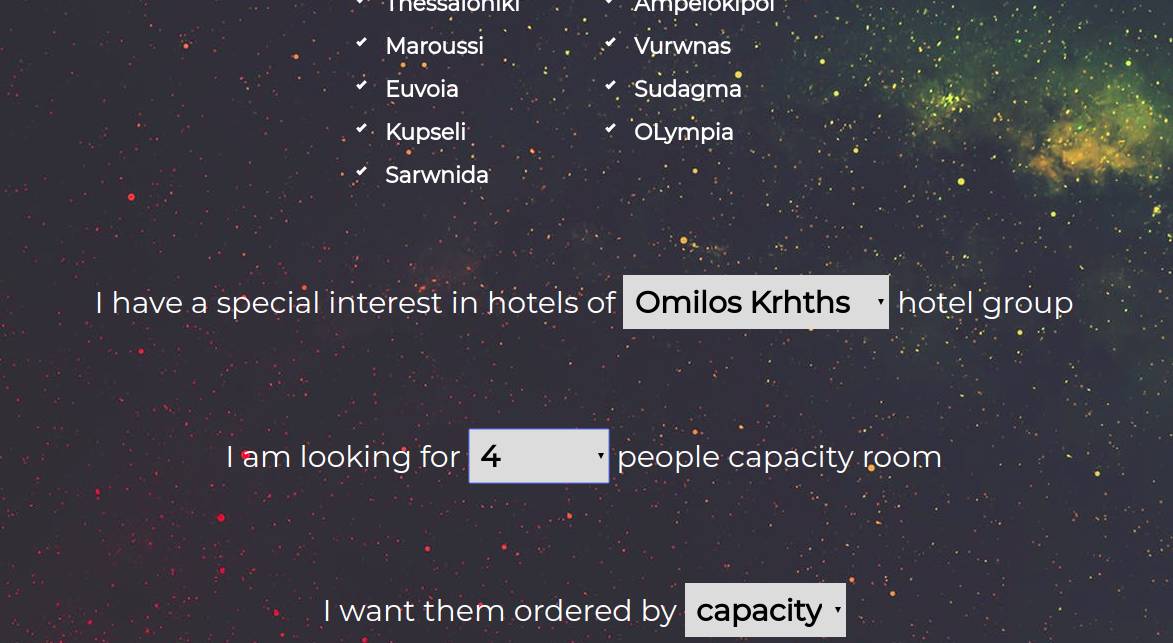 Thessaloniki Ampelokipoi
Maroussi Vurwnas
Euvoia Sudagma
Kupseli OLympia
Sarwnida
I have a special interest in hotels of Omilos Krhths hotel group
I am looking for 4 people capacity room
I want them ordered by capacity